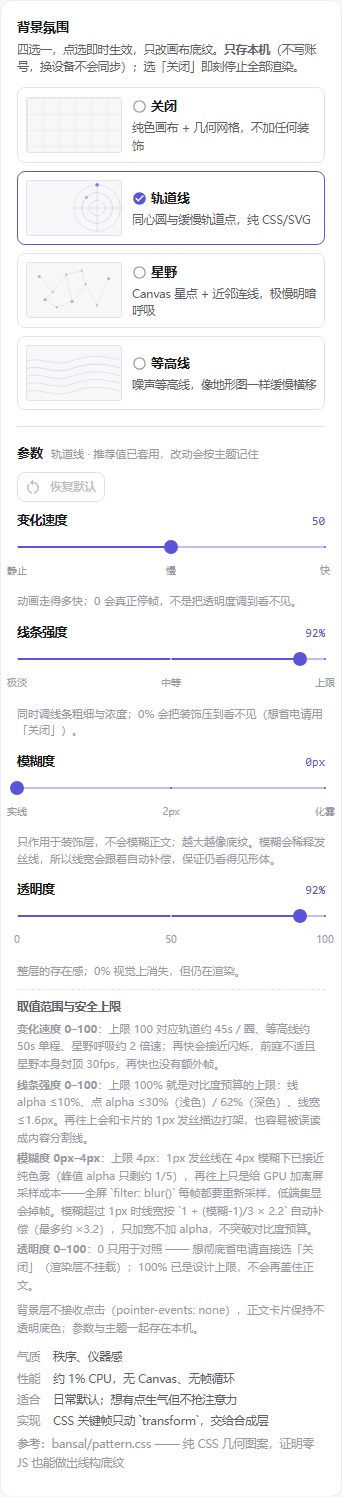 背景氛围
四选一，点选即时生效，只改画布底纹。只存本机（不写账
号，换设备不会同步）；选「关闭」即刻停止全部渲染。
关闭
纯色画布 + 几何网格，不加任何装
饰
轨道线
同心圆与缓慢轨道点，纯 CSS/SVG
星野
Canvas 星点 + 近邻连线，极慢明暗
呼吸
等高线
噪声等高线，像地形图一样缓慢横移
参数 轨道线 · 推荐值已套用，改动会按主题记住
恢复默认
变化速度 50
静止 慢 快
动画走得多快；0 会真正停帧，不是把透明度调到看不见。
线条强度 92%
极淡 中等 上限
同时调线条粗细与浓度；0% 会把装饰压到看不见（想省电请用
「关闭」）。
模糊度 0px
实线 2px 化雾
只作用于装饰层，不会模糊正文；越大越像底纹。模糊会稀释发
丝线，所以线宽会跟着自动补偿，保证仍看得见形体。
透明度 92%
0 50 100
整层的存在感；0% 视觉上消失，但仍在渲染。
取值范围与安全上限
变化速度 0–100：上限 100 对应轨道约 45s / 圈、等高线约
50s 单程、星野呼吸约 2 倍速；再快会接近闪烁，前庭不适且
星野本身封顶 30fps，再快也没有额外帧。
线条强度 0–100：上限 100% 就是对比度预算的上限：线
alpha ≤10%、点 alpha ≤30%（浅色）/ 62%（深色）、线宽
≤1.6px。再往上会和卡片的 1px 发丝描边打架，也容易被误读
成内容分割线。
模糊度 0px–4px：上限 4px：1px 发丝线在 4px 模糊下已接近
纯色雾（峰值 alpha 只剩约 1/5），再往上只是给 GPU 加离屏
采样成本——全屏 `filter: blur()` 每帧都要重新采样，低端集显
会掉帧。模糊超过 1px 时线宽按 `1 + (模糊-1)/3 × 2.2` 自动补
偿（最多约 ×3.2），只加宽不加 alpha，不突破对比度预算。
透明度 0–100：0 只用于对照 —— 想彻底省电请直接选「关
闭」（渲染层不挂载）；100% 已是设计上限，不会再盖住正
文。
背景层不接收点击（pointer-events: none），正文卡片保持不
透明底色；参数与主题一起存在本机。
气质 秩序、仪器感
性能 约 1% CPU，无 Canvas、无帧循环
适合 日常默认；想有点生气但不抢注意力
实现 CSS 关键帧只动 `transform`，交给合成层
参考：bansal/pattern.css —— 纯 CSS 几何图案，证明零
JS 也能做出线构底纹